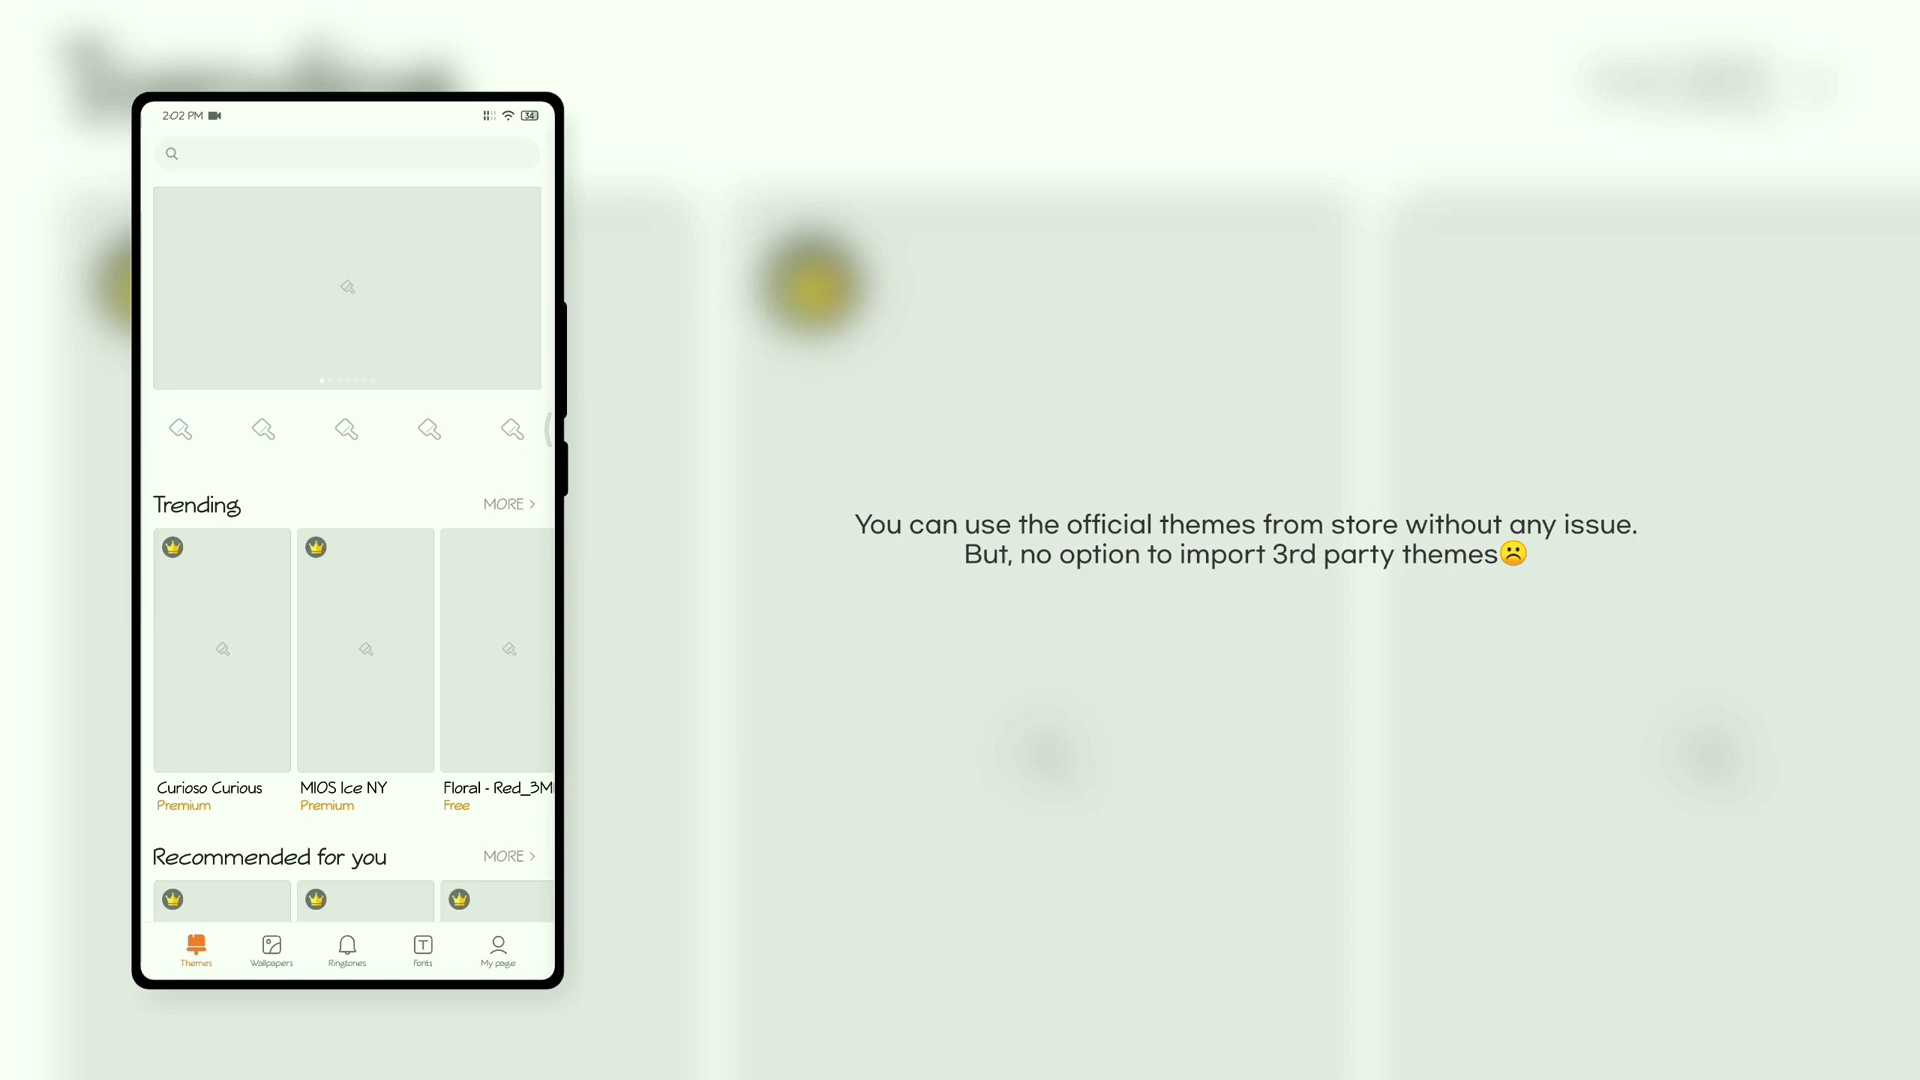 2:02 PM
34
Trending
MORE >
Curioso Curious
MIOS Ice NY
Floral - Red_3M
Premium
Premium
Free
Recommended for you
MORE >
Themes
Wallpapers
Ringtones
Fonts
My page
You can use the official themes from store without any issue.
But, no option to import 3rd party themes☹️